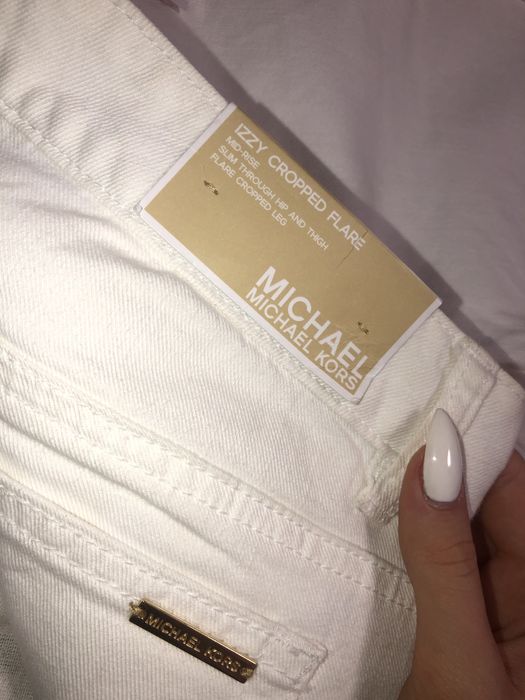 IZZY CROPPED FLARE
MID-RISE
SLIM THROUGH HIP AND THIGH
FLARE CROPPED LEG
MICHAEL
MICHAEL KORS
MICHAEL KORS